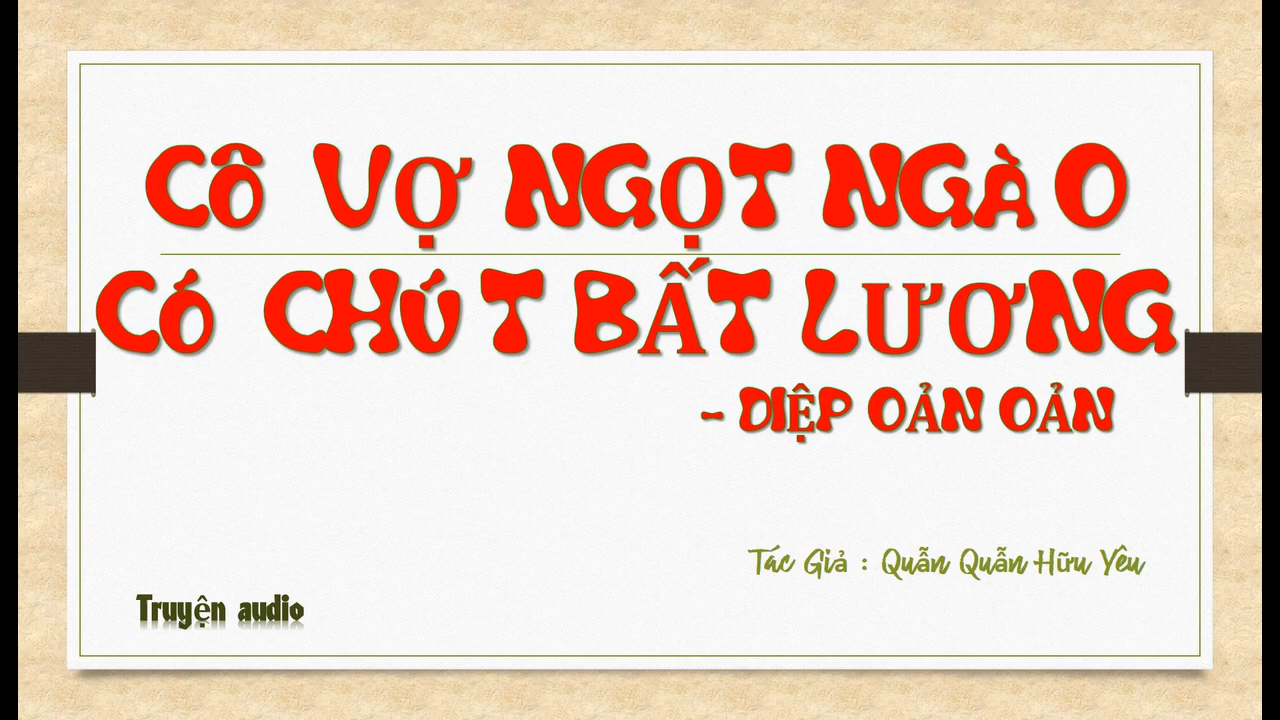 CÔ VỢ NGỌT NGÀO
CÓ CHÚT BẤT LƯƠNG
- DIỆP OẢN OẢN
Tác Giả : Quẫn Quẫn Hữu Yêu
Truyện audio